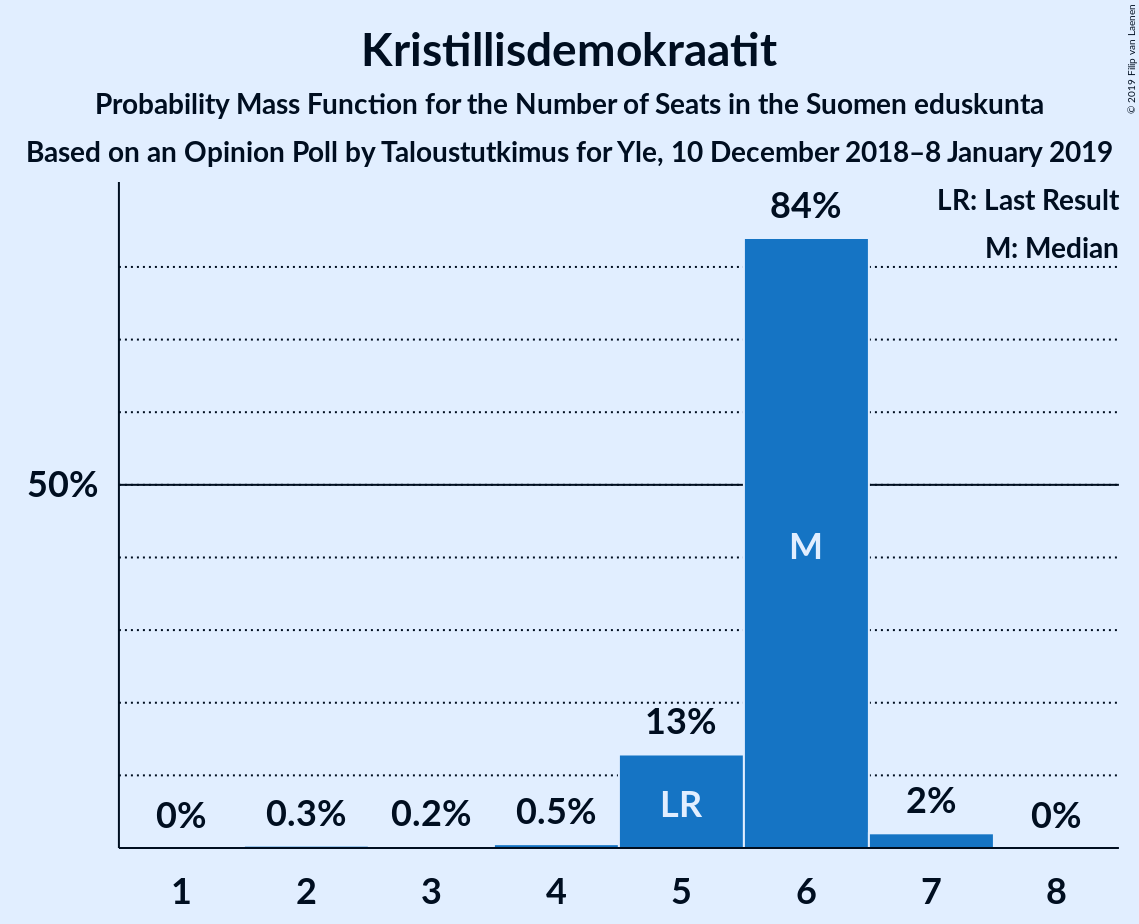 Kristillisdemokraatit
Probability Mass Function for the Number of Seats in the Suomen eduskunta
Based on an Opinion Poll by Taloustutkimus for Yle, 10 December 2018–8 January 2019
© 2019 Filip van Laenen
LR: Last Result
M: Median
84%
50%
M
13%
LR
0%
0.3%
0.2%
0.5%
2%
0%
1 2 3 4 5 6 7 8